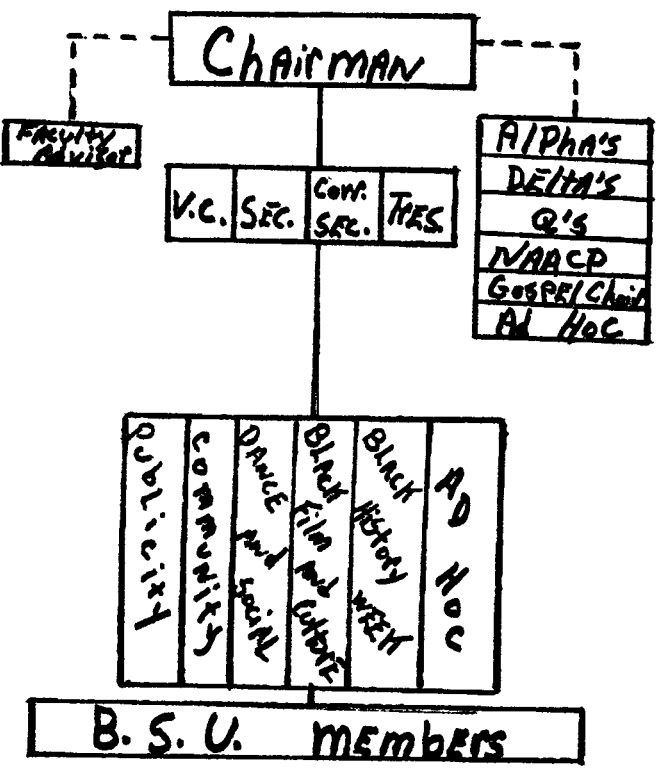 Chairman
Faculty
Advisor
Alpha's
Delta's
Q's
NAACP
Gospel Choir
Ad Hoc
V.C.
Sec.
Corr.
Sec.
Tres.
Publicity
Community
Dance and Social
Black Film and Culture
Black History Week
Ad Hoc
B.S.U. members